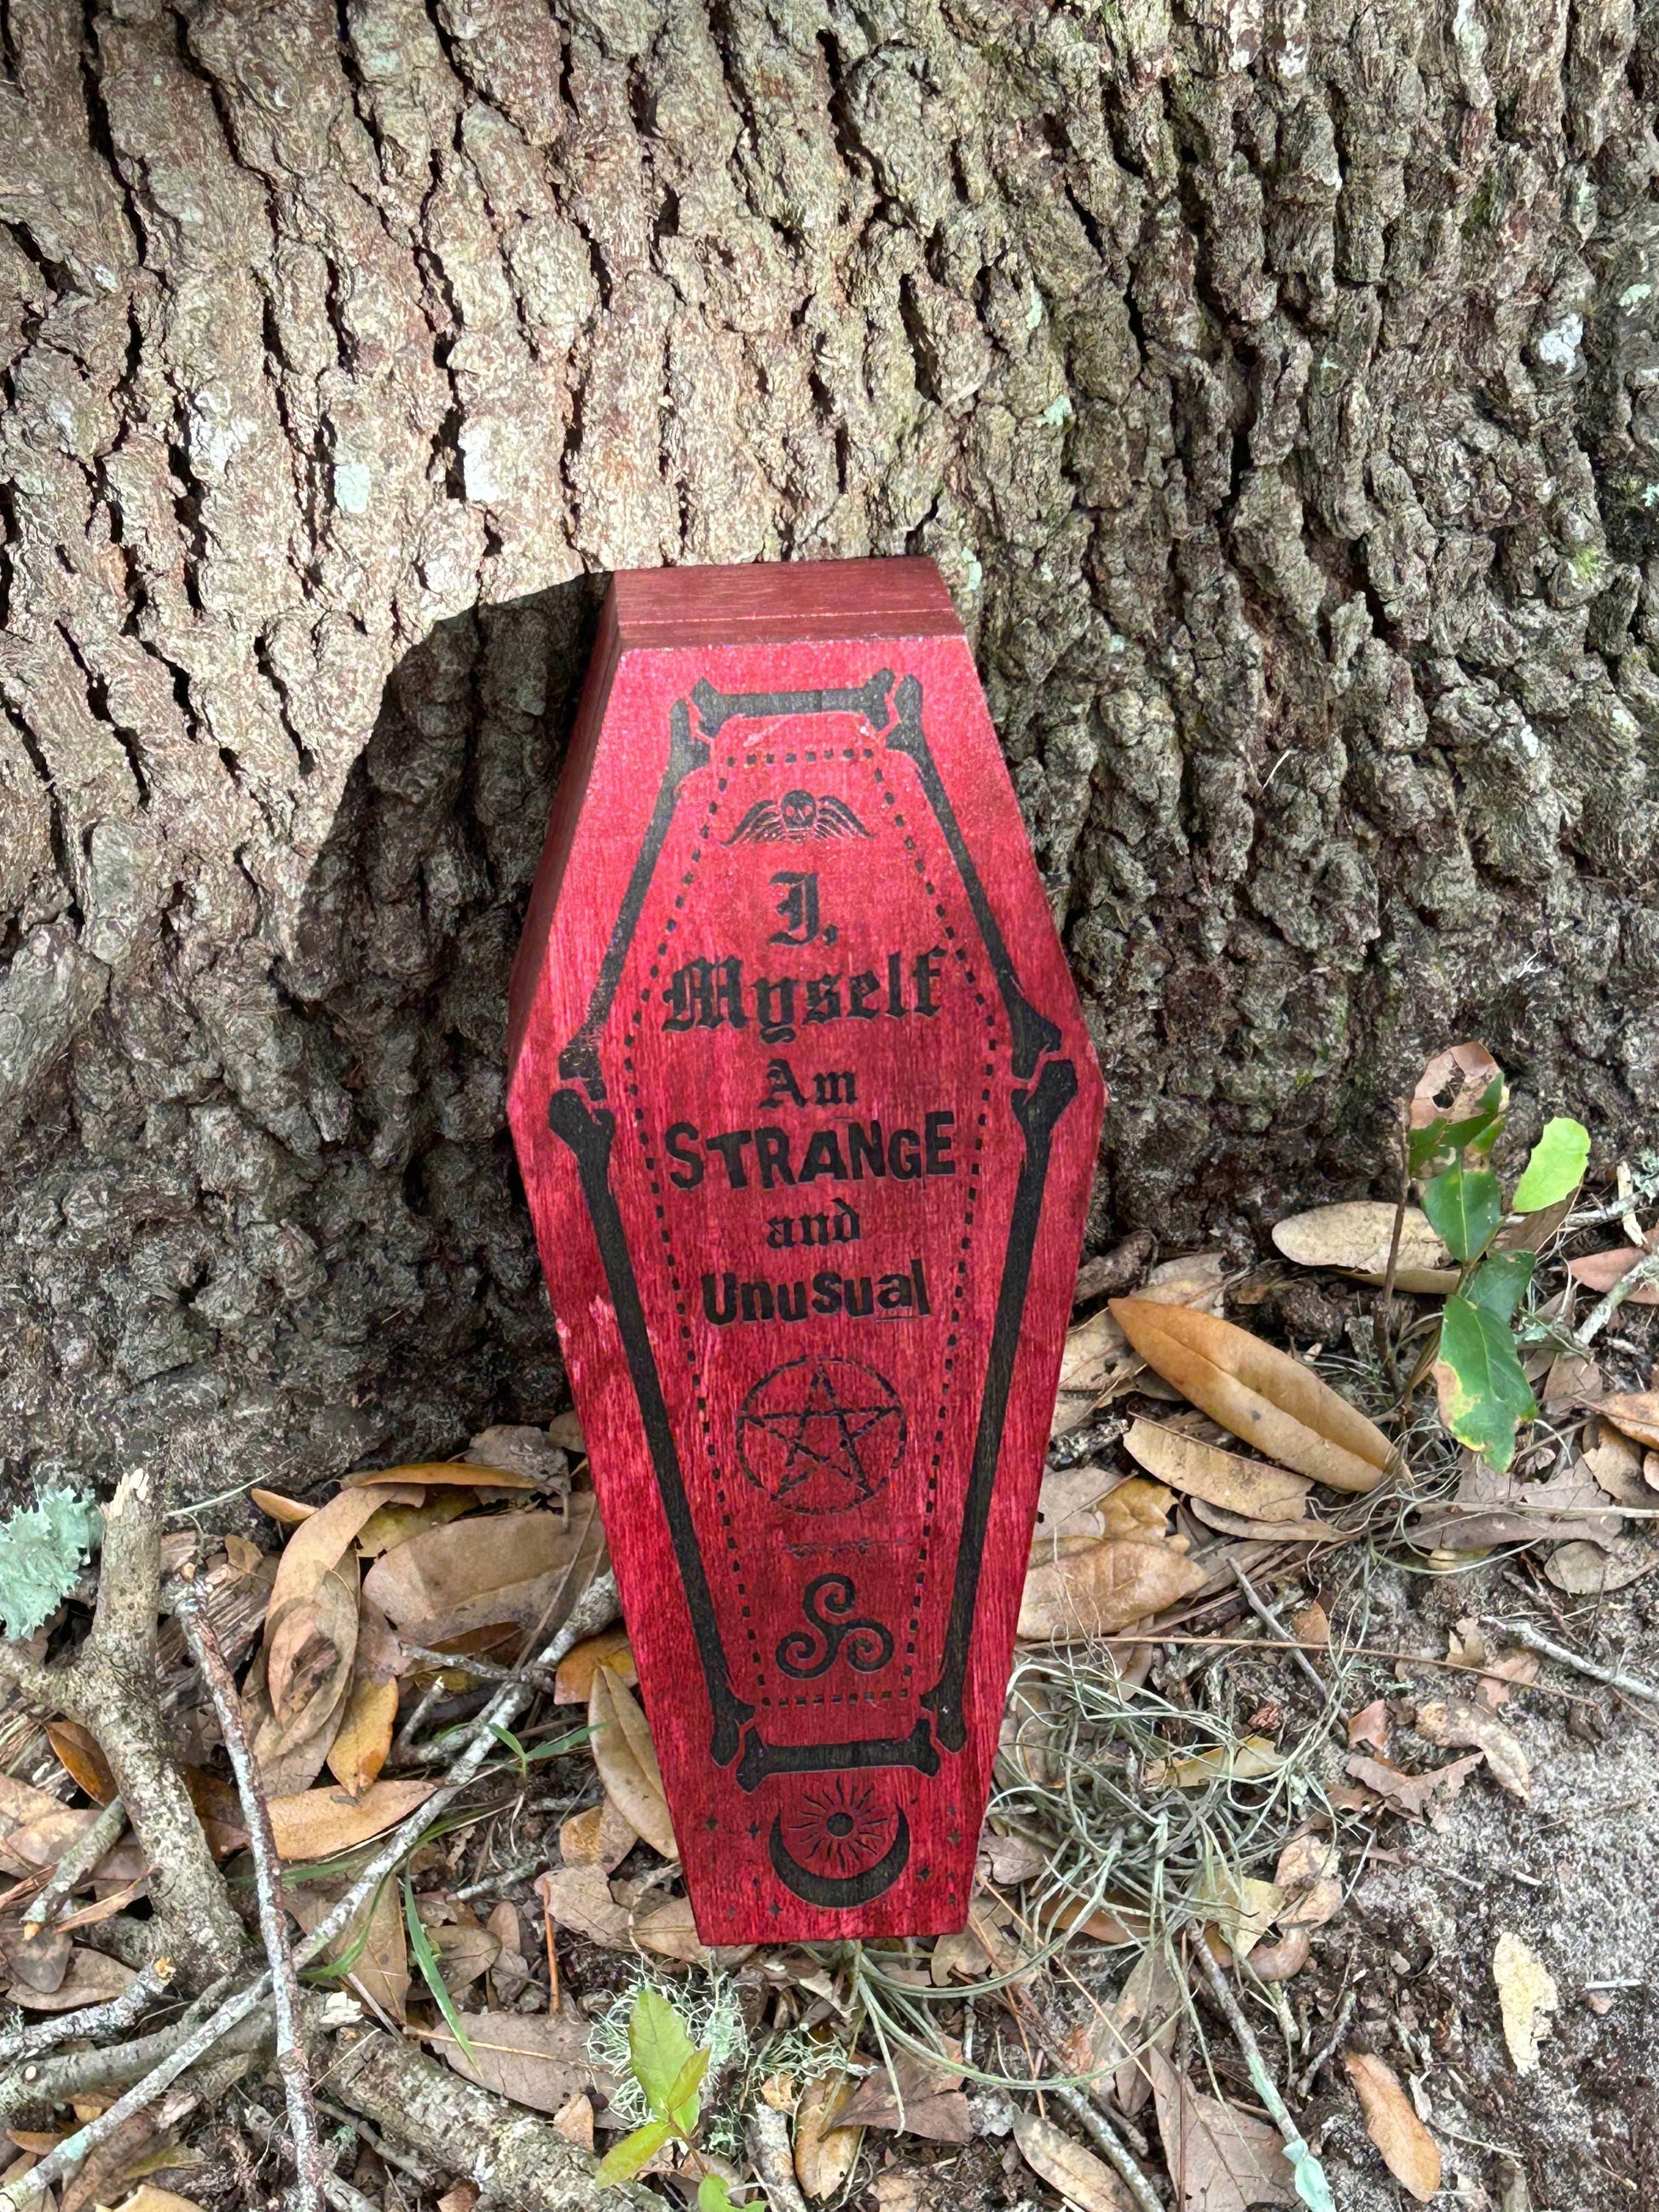 I,
Myself
Am
STRANGE
and
Unusual